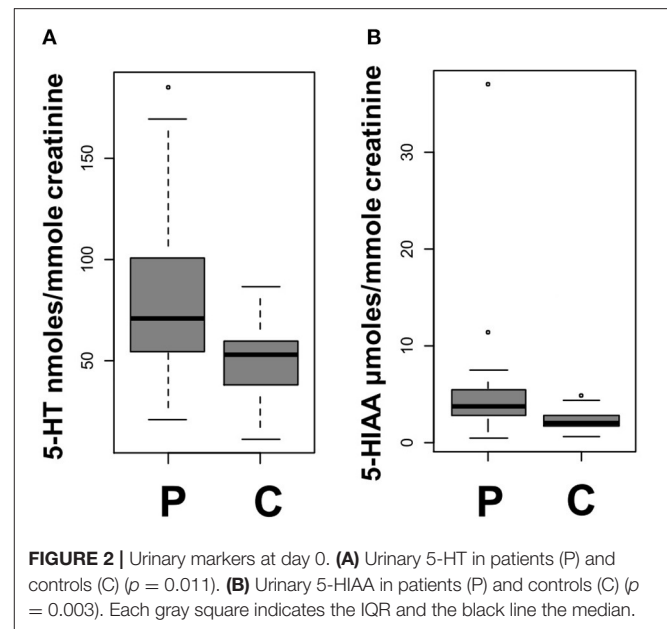 A
B
5-HT nmoles/mmole creatinine
150
100
50
P C
5-HIAA μmoles/mmole creatinine
30
20
10
0
P C
FIGURE 2 | Urinary markers at day 0. (A) Urinary 5-HT in patients (P) and
controls (C) (p = 0.011). (B) Urinary 5-HIAA in patients (P) and controls (C) (p
= 0.003). Each gray square indicates the IQR and the black line the median.